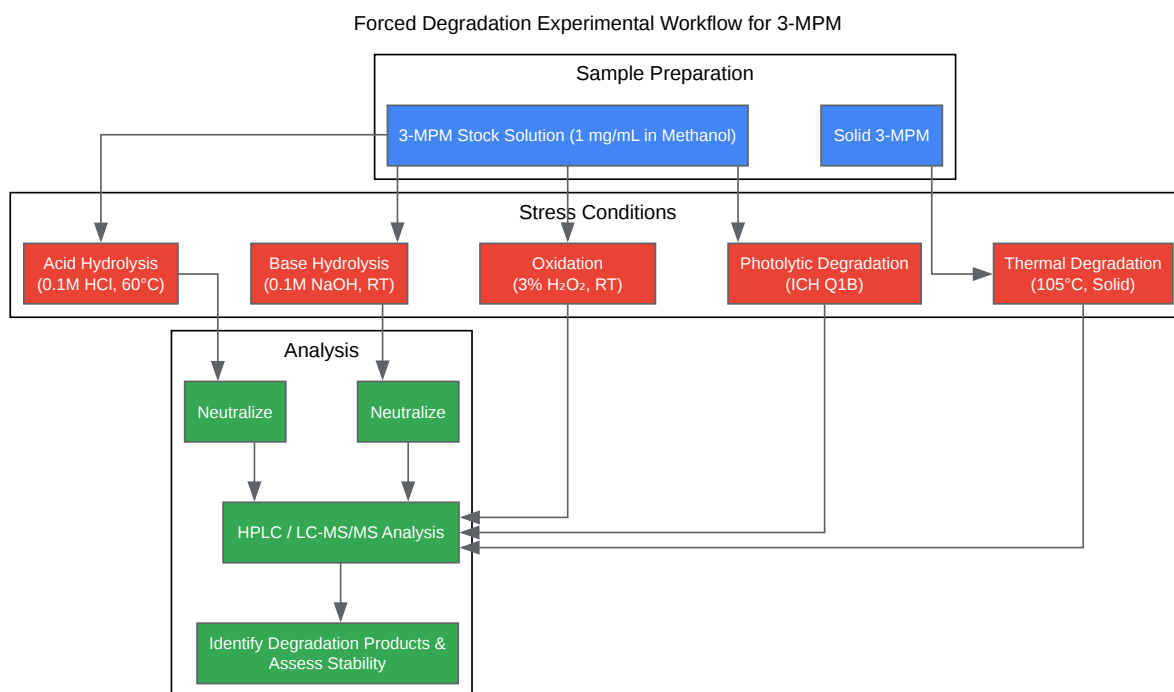 Forced Degradation Experimental Workflow for 3-MPM
Sample Preparation
3-MPM Stock Solution (1 mg/mL in Methanol)
Solid 3-MPM
Stress Conditions
Acid Hydrolysis
(0.1M HCl, 60°C)
Base Hydrolysis
(0.1M NaOH, RT)
Oxidation
(3% H₂O₂, RT)
Photolytic Degradation
(ICH Q1B)
Thermal Degradation
(105°C, Solid)
Analysis
Neutralize
Neutralize
HPLC / LC-MS/MS Analysis
Identify Degradation Products &
Assess Stability